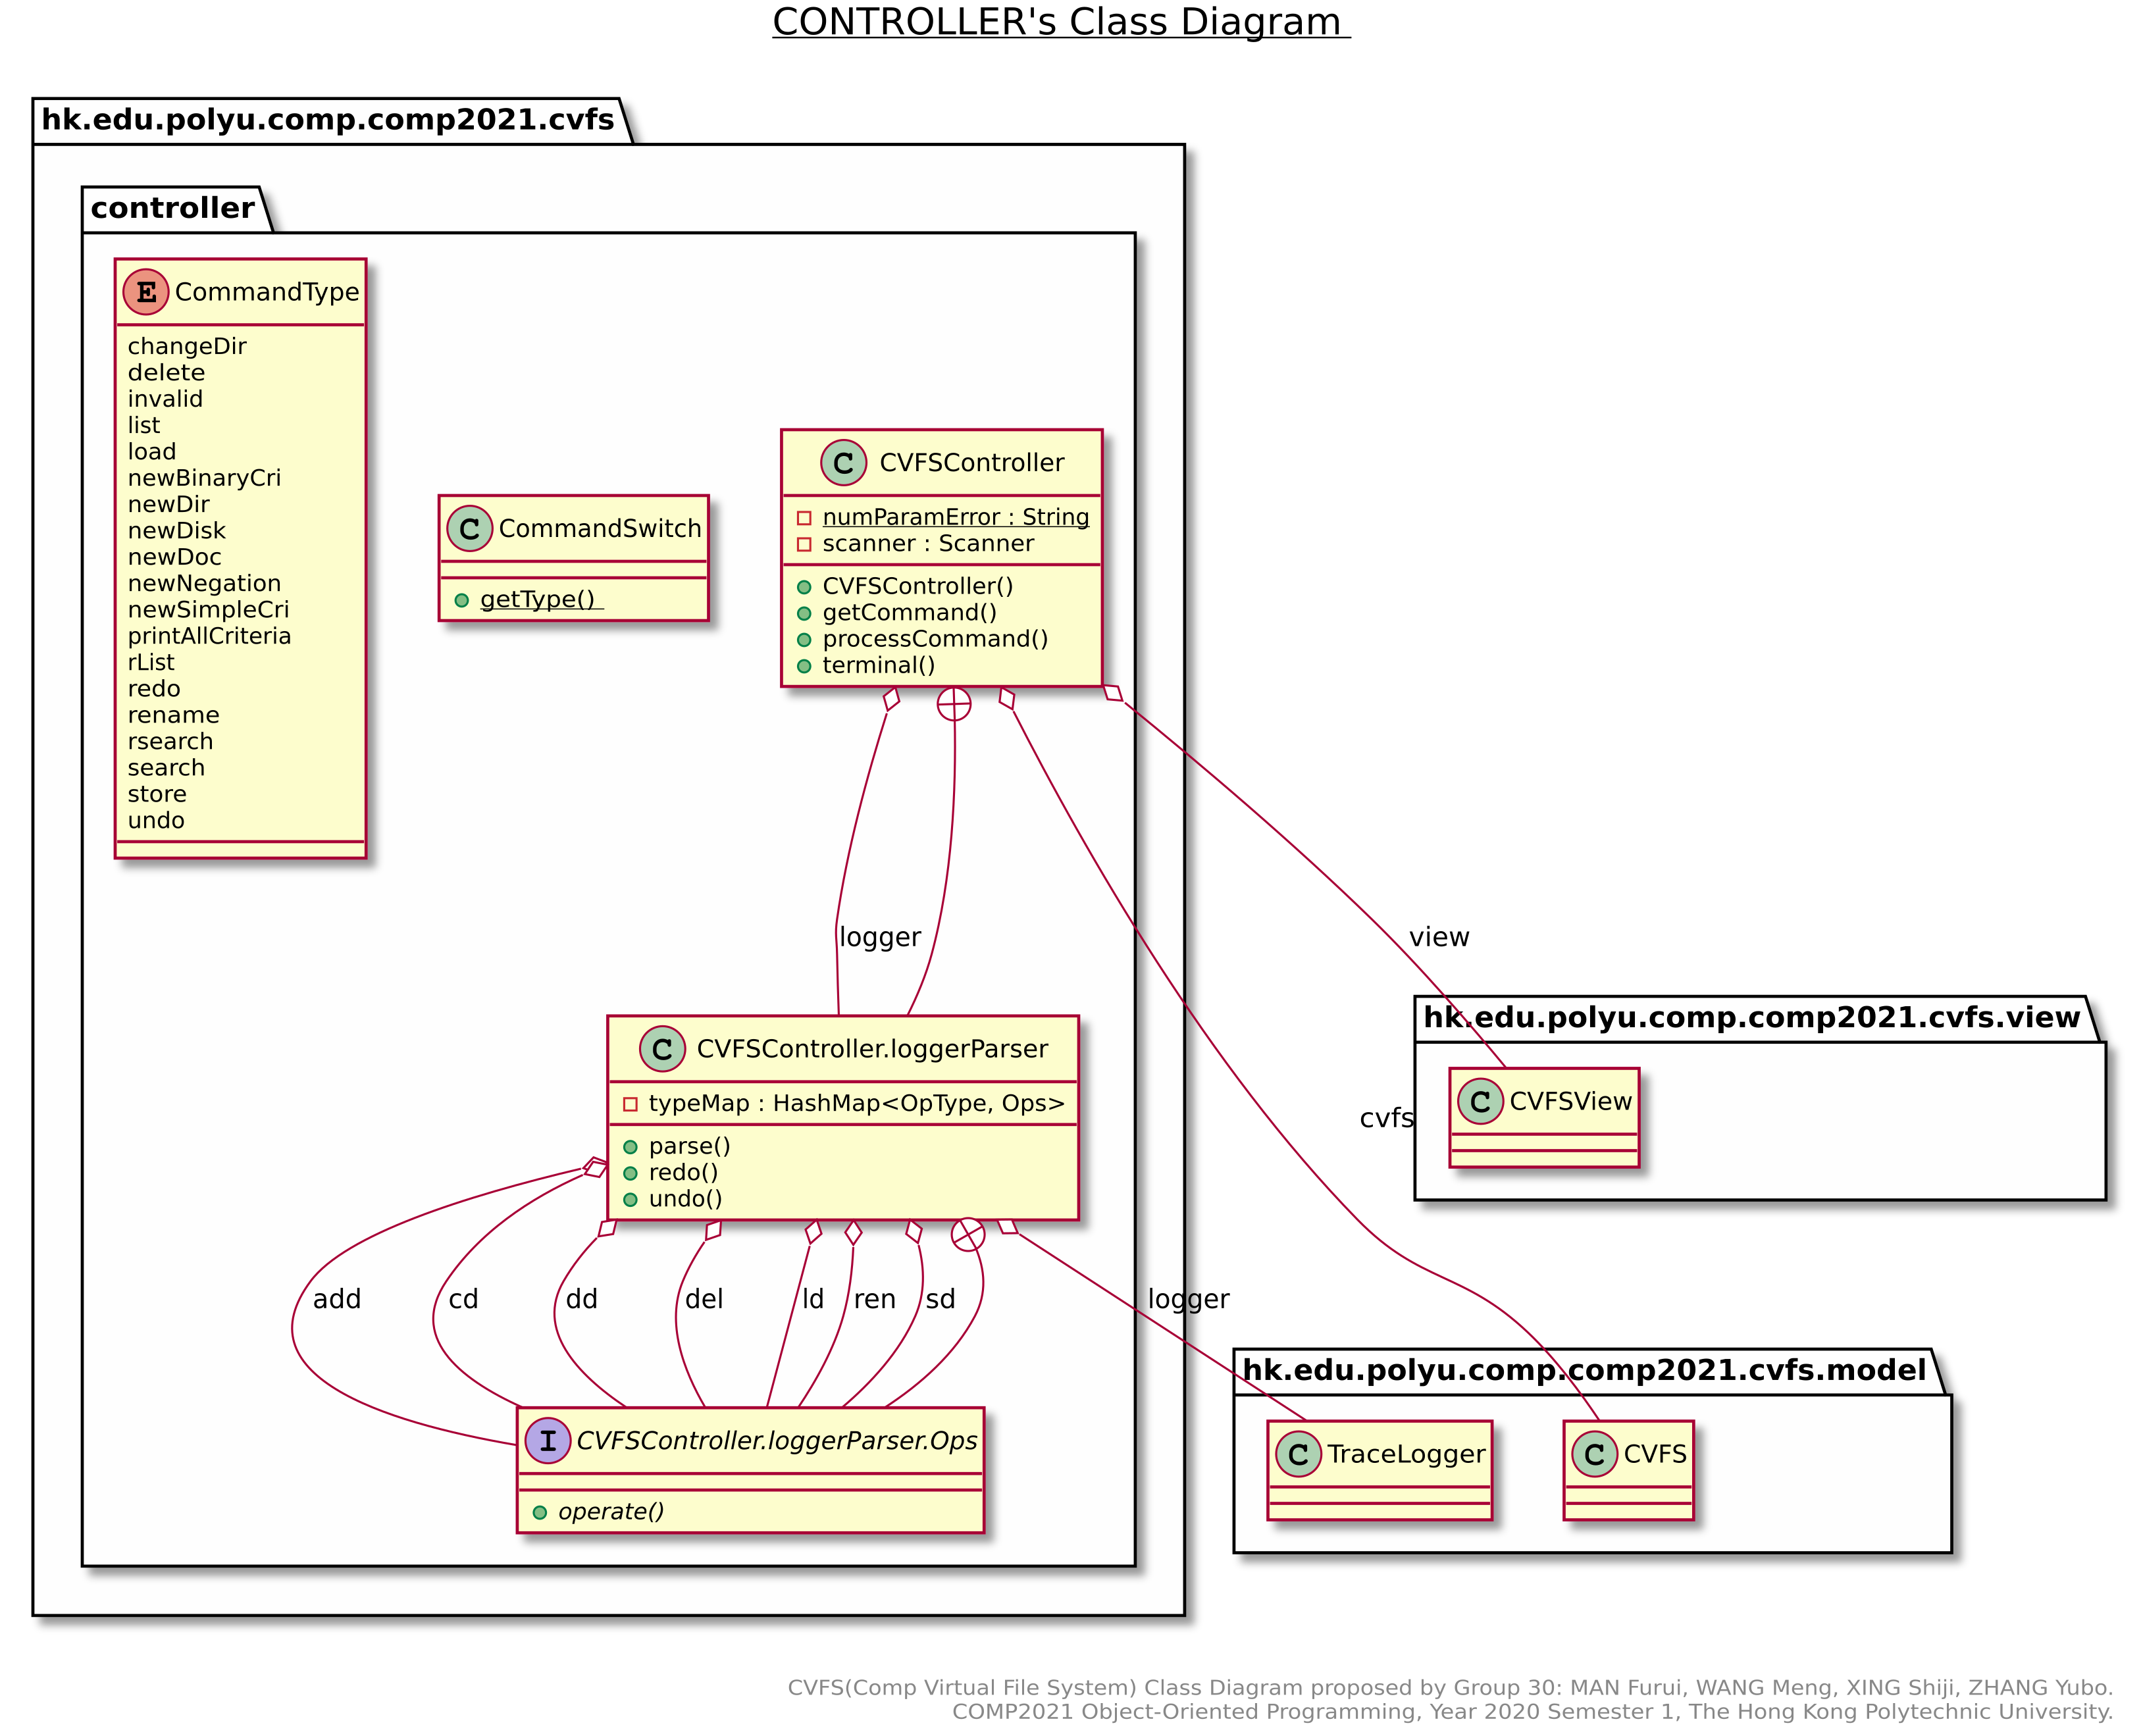 CONTROLLER's Class Diagram
hk.edu.polyu.comp.comp2021.cvfs
controller
E CommandType
changeDir
delete
invalid
list
load
newBinaryCri
newDir
newDisk
newDoc
newNegation
newSimpleCri
printAllCriteria
rList
redo
rename
rsearch
search
store
undo
C CommandSwitch
getType()
C CVFSController
numParamError : String
scanner : Scanner
CVFSController()
getCommand()
processCommand()
terminal()
logger
view
cvfs
C CVFSController.loggerParser
typeMap : HashMap<OpType, Ops>
parse()
redo()
undo()
hk.edu.polyu.comp.comp2021.cvfs.view
C CVFSView
add
cd
dd
del
ld
ren
sd
logger
I CVFSController.loggerParser.Ops
operate()
hk.edu.polyu.comp.comp2021.cvfs.model
C TraceLogger
C CVFS
CVFS(Comp Virtual File System) Class Diagram proposed by Group 30: MAN Furui, WANG Meng, XING Shiji, ZHANG Yubo.
COMP2021 Object-Oriented Programming, Year 2020 Semester 1, The Hong Kong Polytechnic University.